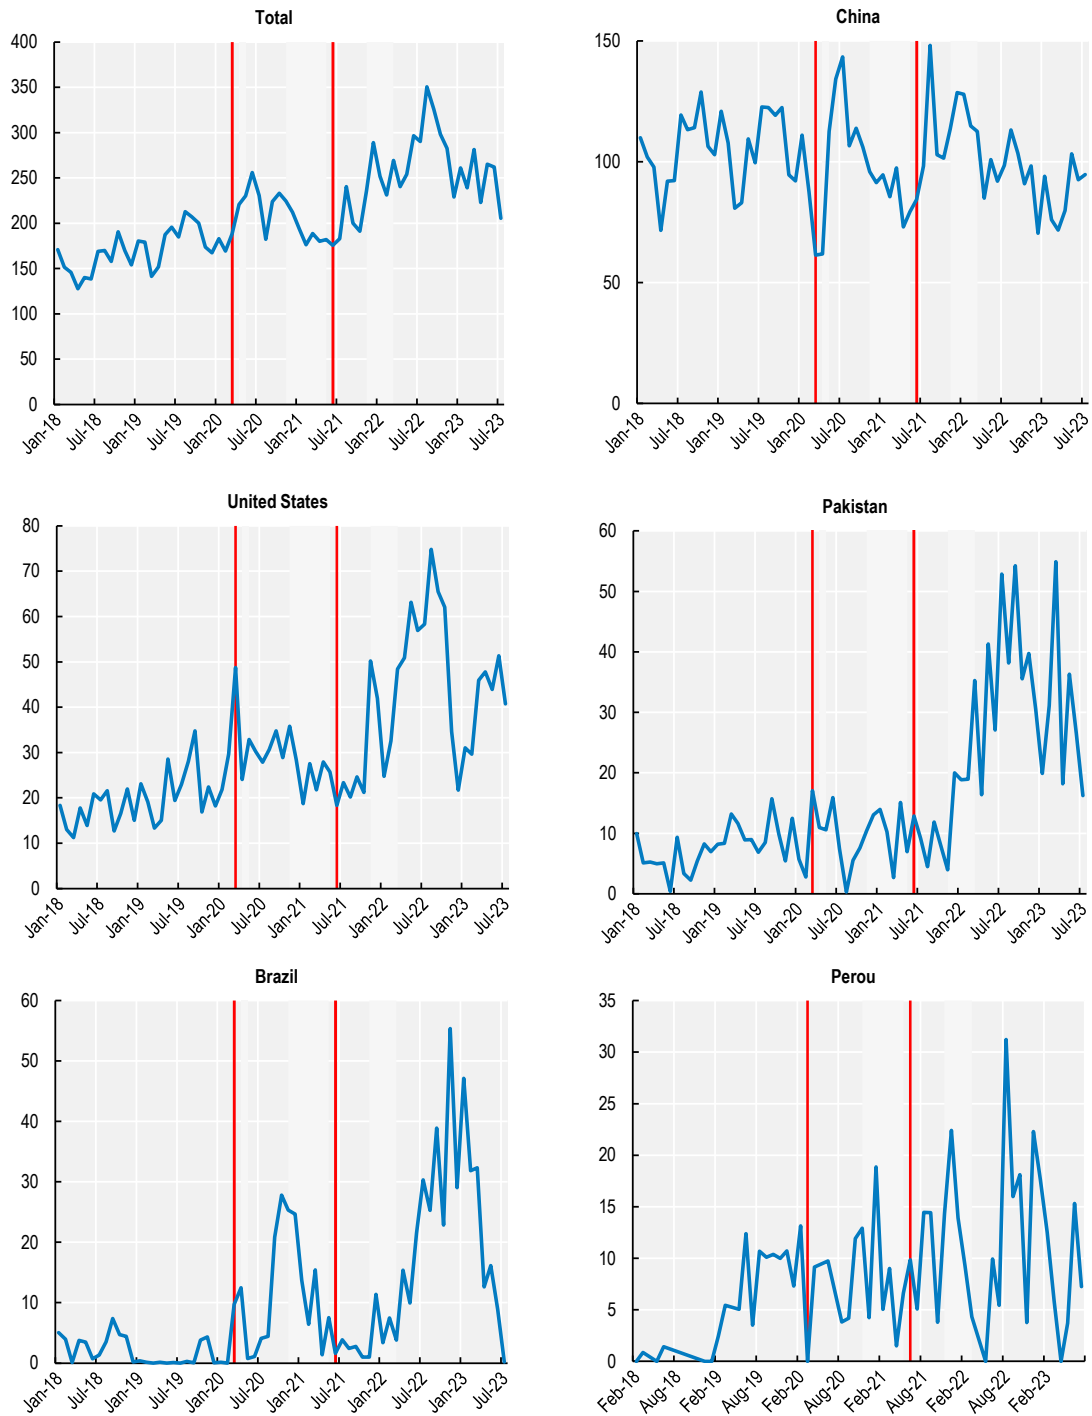 Total
400
350
300
250
200
150
100
50
0
Jan-18
Jul-18
Jan-19
Jul-19
Jan-20
Jul-20
Jan-21
Jul-21
Jan-22
Jul-22
Jan-23
Jul-23
China
150
100
50
0
Jan-18
Jul-18
Jan-19
Jul-19
Jan-20
Jul-20
Jan-21
Jul-21
Jan-22
Jul-22
Jan-23
Jul-23
United States
80
70
60
50
40
30
20
10
0
Jan-18
Jul-18
Jan-19
Jul-19
Jan-20
Jul-20
Jan-21
Jul-21
Jan-22
Jul-22
Jan-23
Jul-23
Pakistan
60
50
40
30
20
10
0
Jan-18
Jul-18
Jan-19
Jul-19
Jan-20
Jul-20
Jan-21
Jul-21
Jan-22
Jul-22
Jan-23
Jul-23
Brazil
60
50
40
30
20
10
0
Jan-18
Jul-18
Jan-19
Jul-19
Jan-20
Jul-20
Jan-21
Jul-21
Jan-22
Jul-22
Jan-23
Jul-23
Perou
35
30
25
20
15
10
5
0
Feb-18
Aug-18
Feb-19
Aug-19
Feb-20
Aug-20
Feb-21
Aug-21
Feb-22
Aug-22
Feb-23